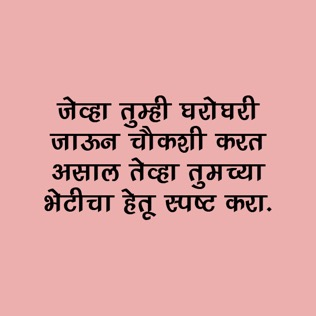 जेव्हा तुम्ही घरोघरी
जाऊन चौकशी करत
असाल तेव्हा तुमच्या
भेटीचा हेतू स्पष्ट करा.